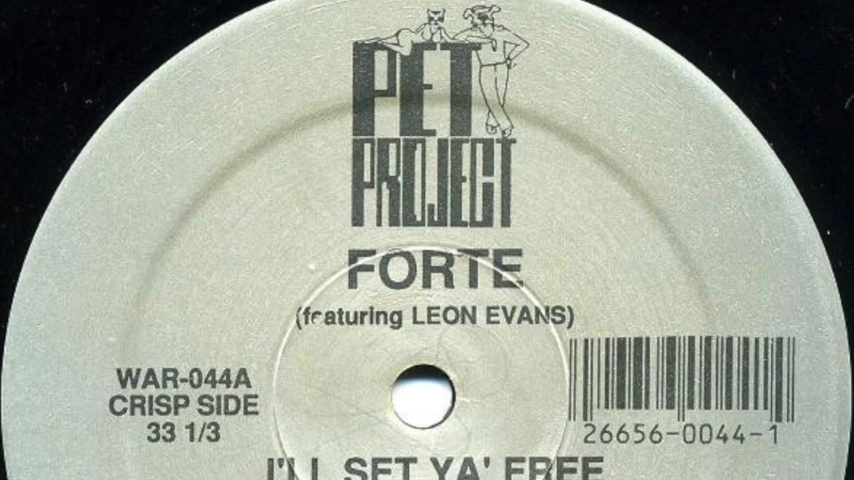 PET
PROJECT
FORTE
(featuring LEON EVANS)
WAR-044A
CRISP SIDE
33 1/3
26656-0044-1
I'LL SET YA' FREE